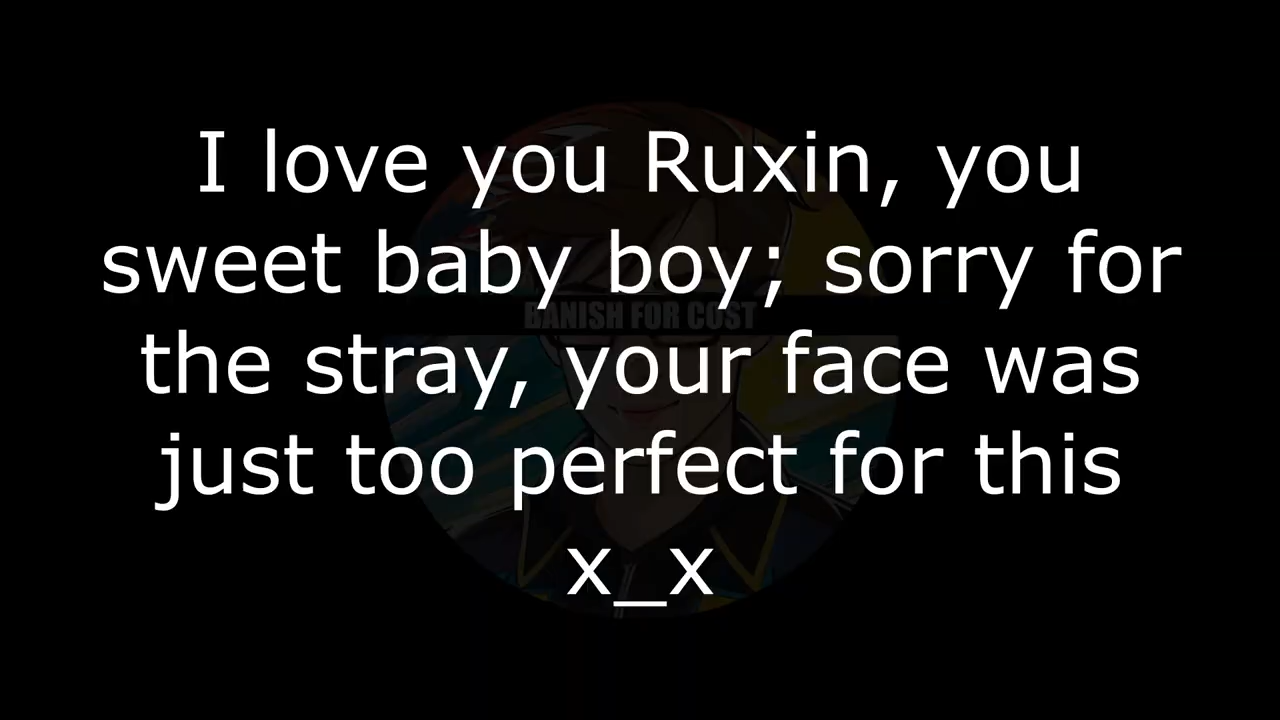 I love you Ruxin, you
sweet baby boy; sorry for
BANISH FOR COST
the stray, your face was
just too perfect for this
x_x